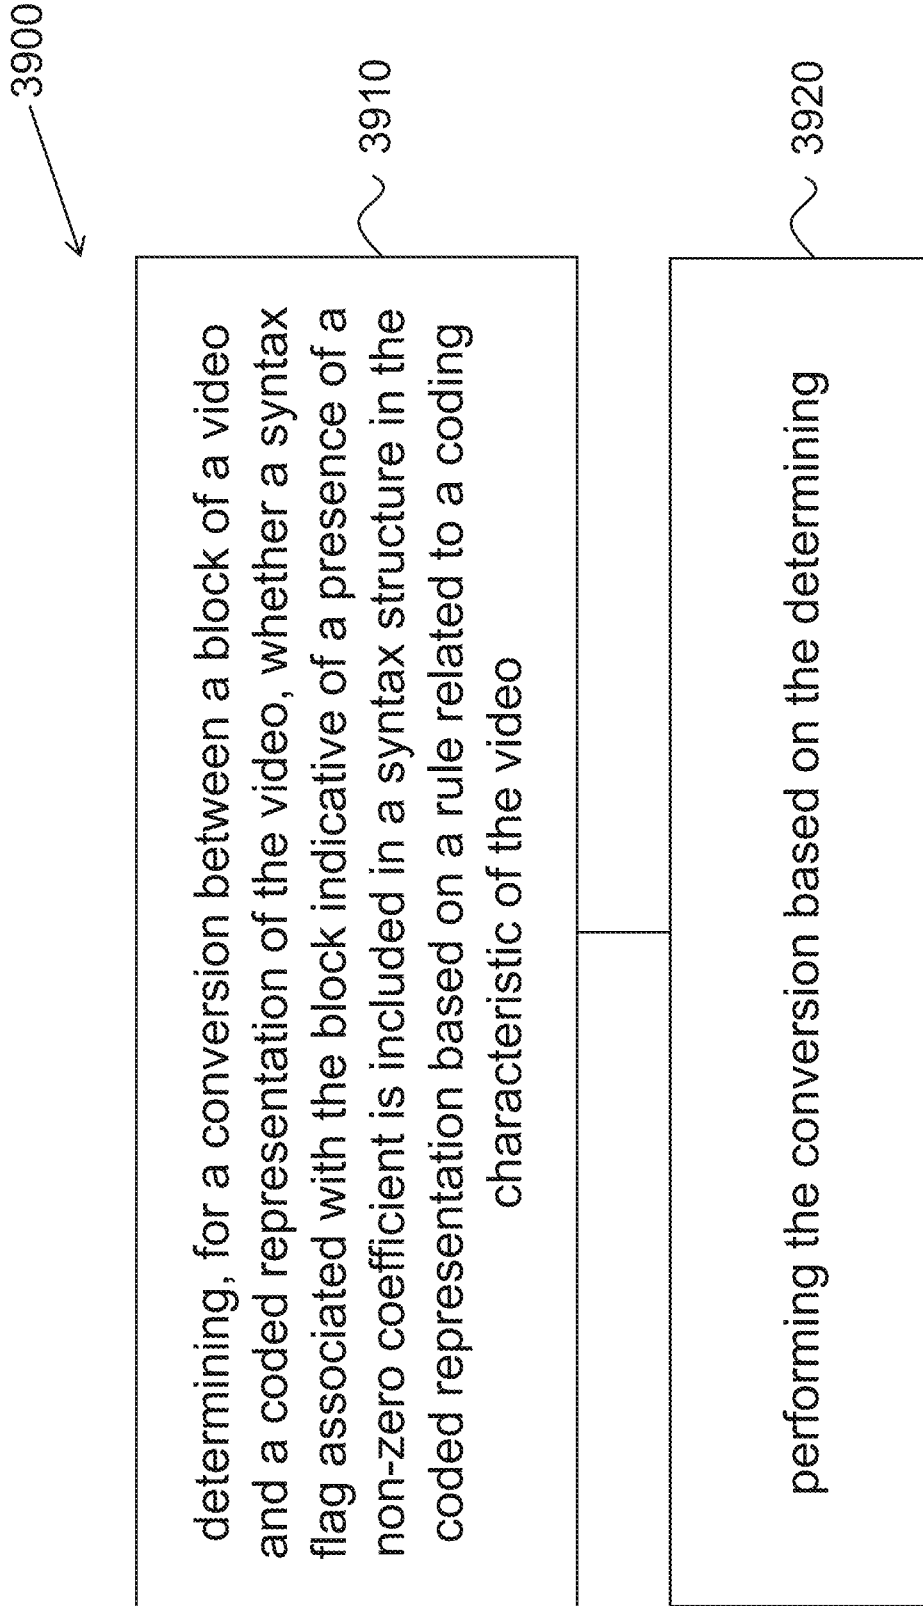 3900
determining, for a conversion between a block of a video
and a coded representation of the video, whether a syntax
flag associated with the block indicative of a presence of a
non-zero coefficient is included in a syntax structure in the
coded representation based on a rule related to a coding
characteristic of the video
3910
performing the conversion based on the determining
3920